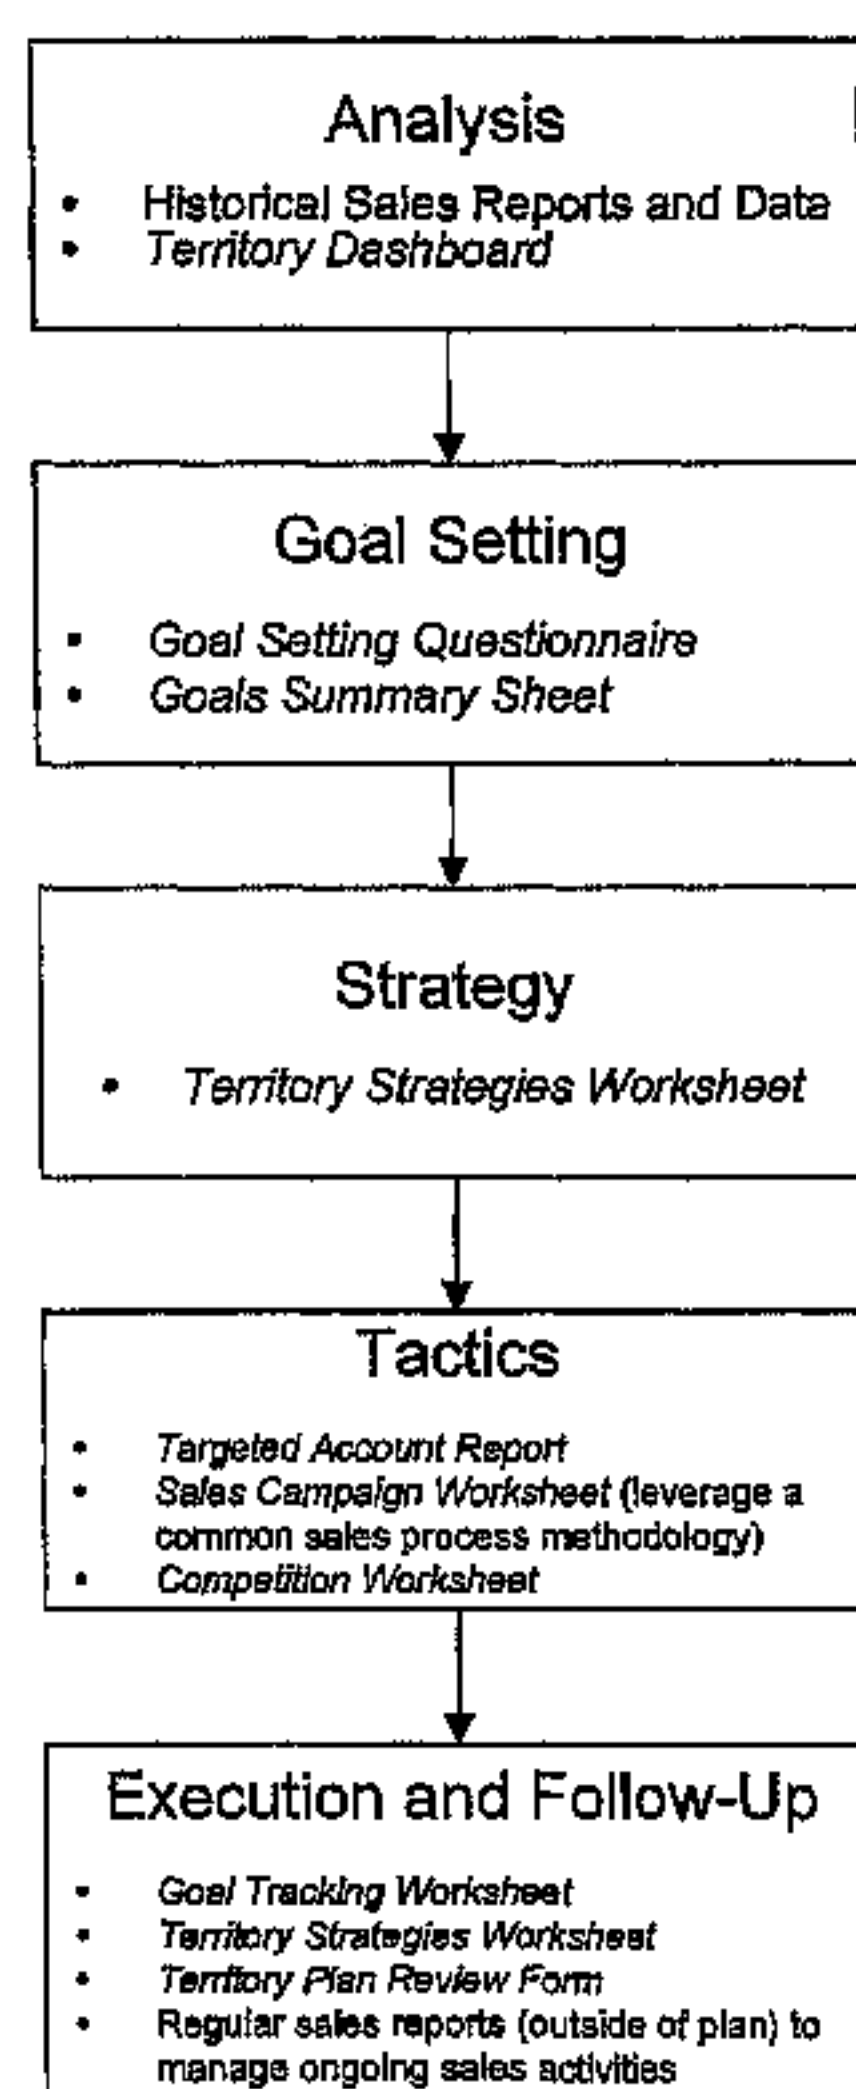 Analysis
• Historical Sales Reports and Data
• Territory Dashboard
Goal Setting
• Goal Setting Questionnaire
• Goals Summary Sheet
Strategy
• Territory Strategies Worksheet
Tactics
• Targeted Account Report
• Sales Campaign Worksheet (leverage a
common sales process methodology)
• Competition Worksheet
Execution and Follow-Up
• Goal Tracking Worksheet
• Territory Strategies Worksheet
• Territory Plan Review Form
• Regular sales reports (outside of plan) to
manage ongoing sales activities